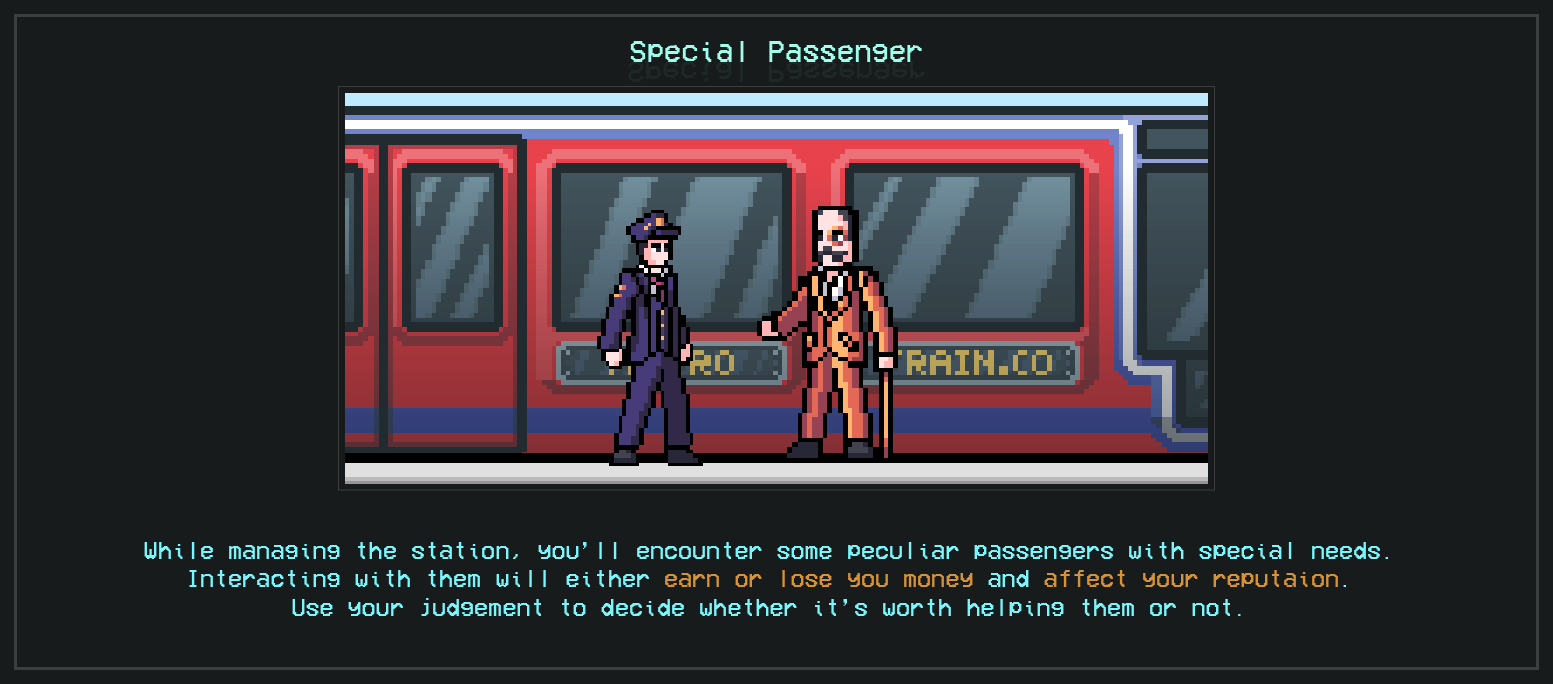 Special Passenger
RO
TRAIN.CO
While managing the station, you'll encounter some peculiar passengers with special needs.
Interacting with them will either earn or lose you money and affect your reputaion.
Use your judgement to decide whether it's worth helping them or not.